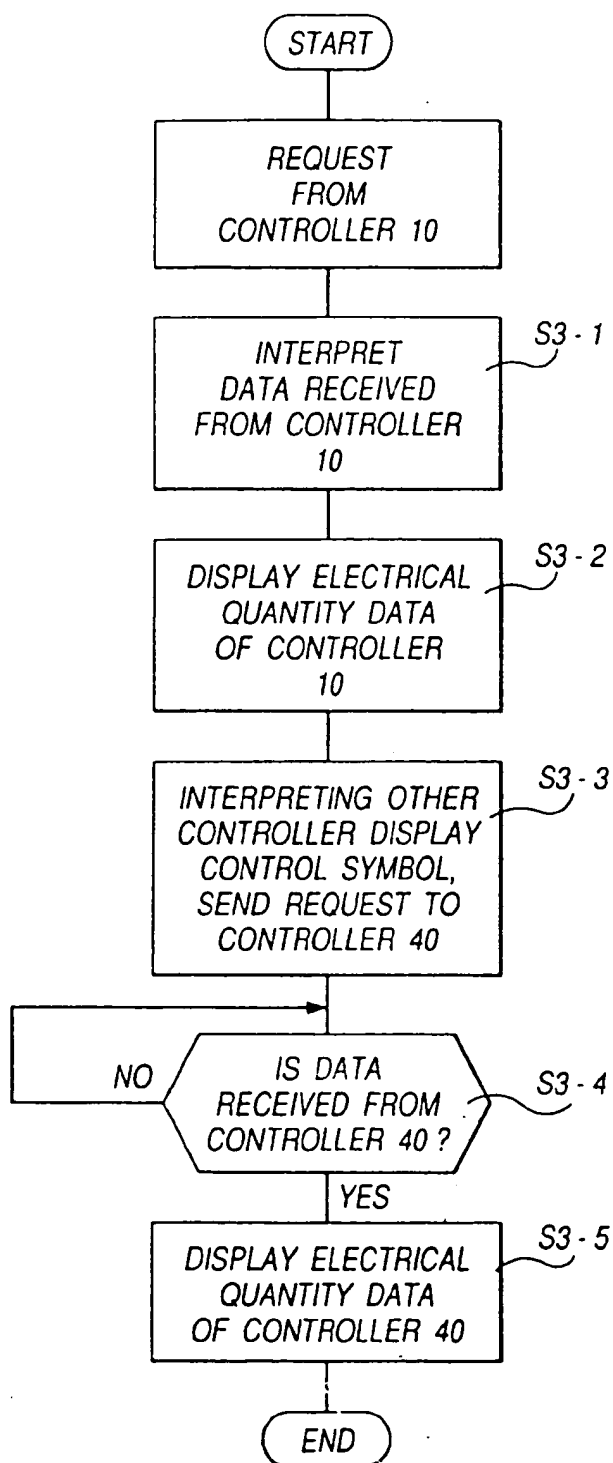 START
REQUEST
FROM
CONTROLLER 10
S3-1
INTERPRET
DATA RECEIVED
FROM CONTROLLER
10
S3-2
DISPLAY ELECTRICAL
QUANTITY DATA
OF CONTROLLER
10
S3-3
INTERPRETING OTHER
CONTROLLER DISPLAY
CONTROL SYMBOL,
SEND REQUEST TO
CONTROLLER 40
NO
IS DATA
RECEIVED FROM
CONTROLLER 40 ?
S3-4
YES
S3-5
DISPLAY ELECTRICAL
QUANTITY DATA
OF CONTROLLER 40
END